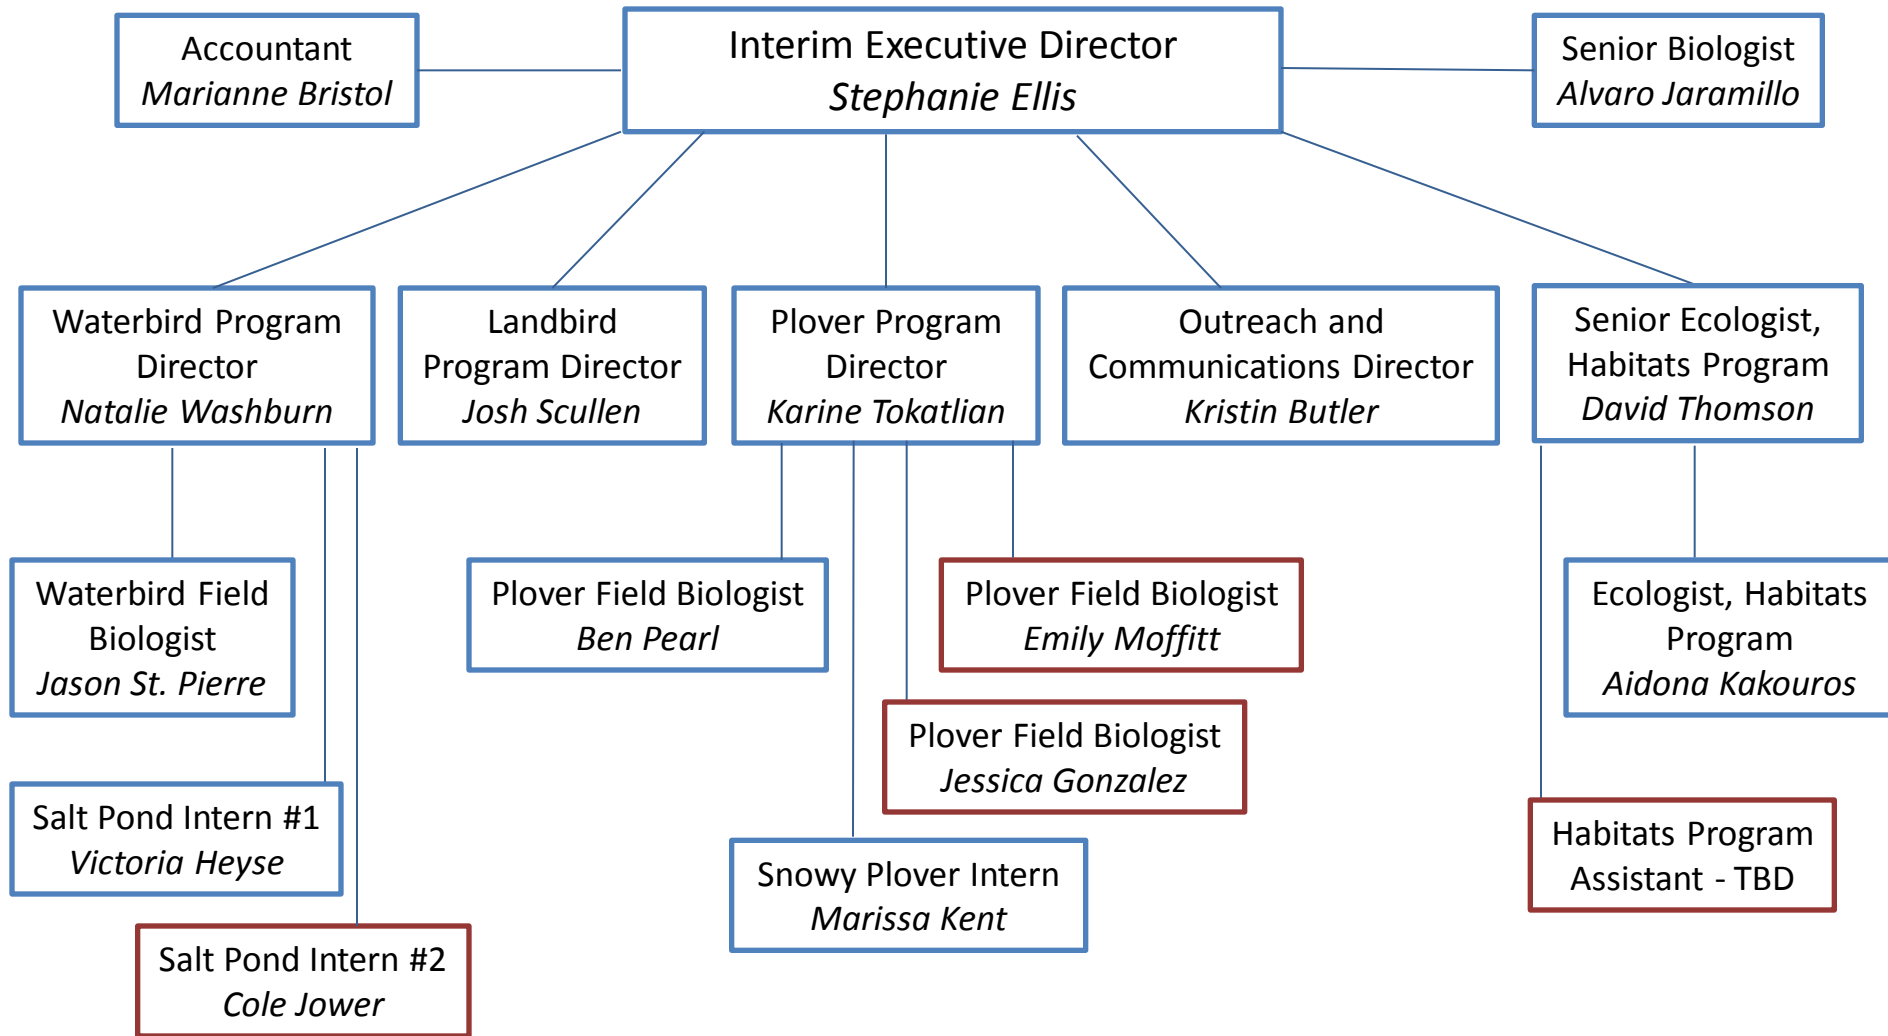 Accountant
Marianne Bristol
Interim Executive Director
Stephanie Ellis
Senior Biologist
Alvaro Jaramillo
Waterbird Program
Director
Natalie Washburn
Landbird
Program Director
Josh Scullen
Plover Program
Director
Karine Tokatlian
Outreach and
Communications Director
Kristin Butler
Senior Ecologist,
Habitats Program
David Thomson
Waterbird Field
Biologist
Jason St. Pierre
Plover Field Biologist
Ben Pearl
Plover Field Biologist
Emily Moffitt
Ecologist, Habitats
Program
Aidona Kakouros
Plover Field Biologist
Jessica Gonzalez
Salt Pond Intern #1
Victoria Heyse
Snowy Plover Intern
Marissa Kent
Habitats Program
Assistant - TBD
Salt Pond Intern #2
Cole Jower